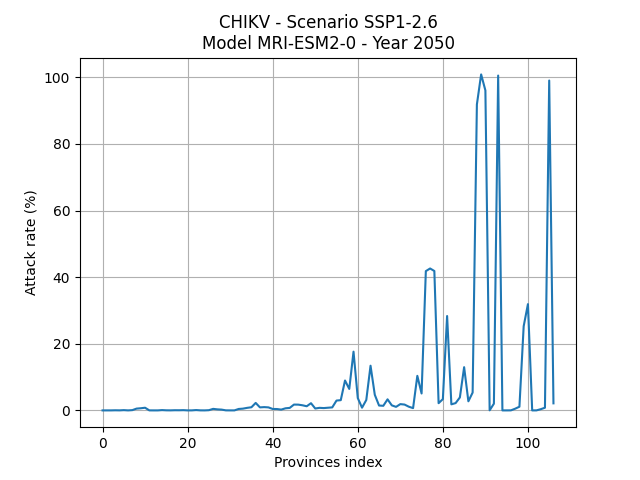 CHIKV - Scenario SSP1-2.6
Model MRI-ESM2-0 - Year 2050
100
80
60
40
20
0
Attack rate (%)
0 20 40 60 80 100
Provinces index